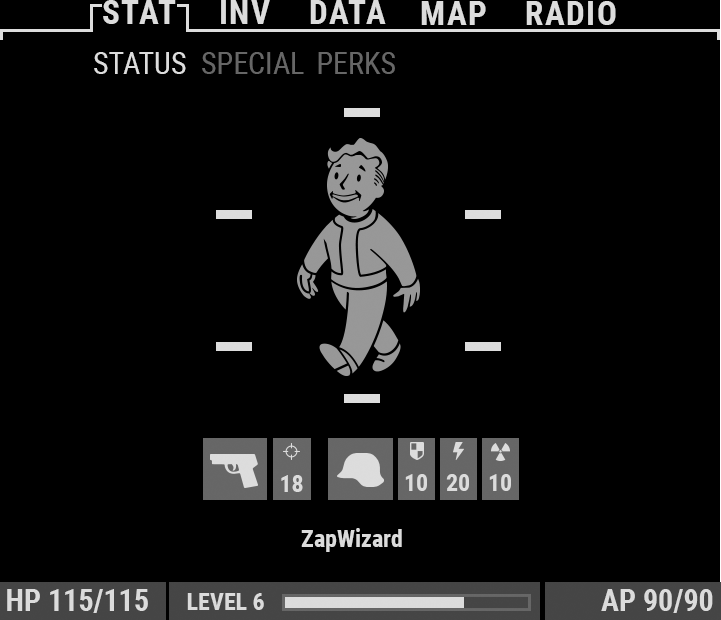 STAT INV DATA MAP RADIO
STATUS SPECIAL PERKS
18 10 20 10
ZapWizard
HP 115/115 LEVEL 6 AP 90/90